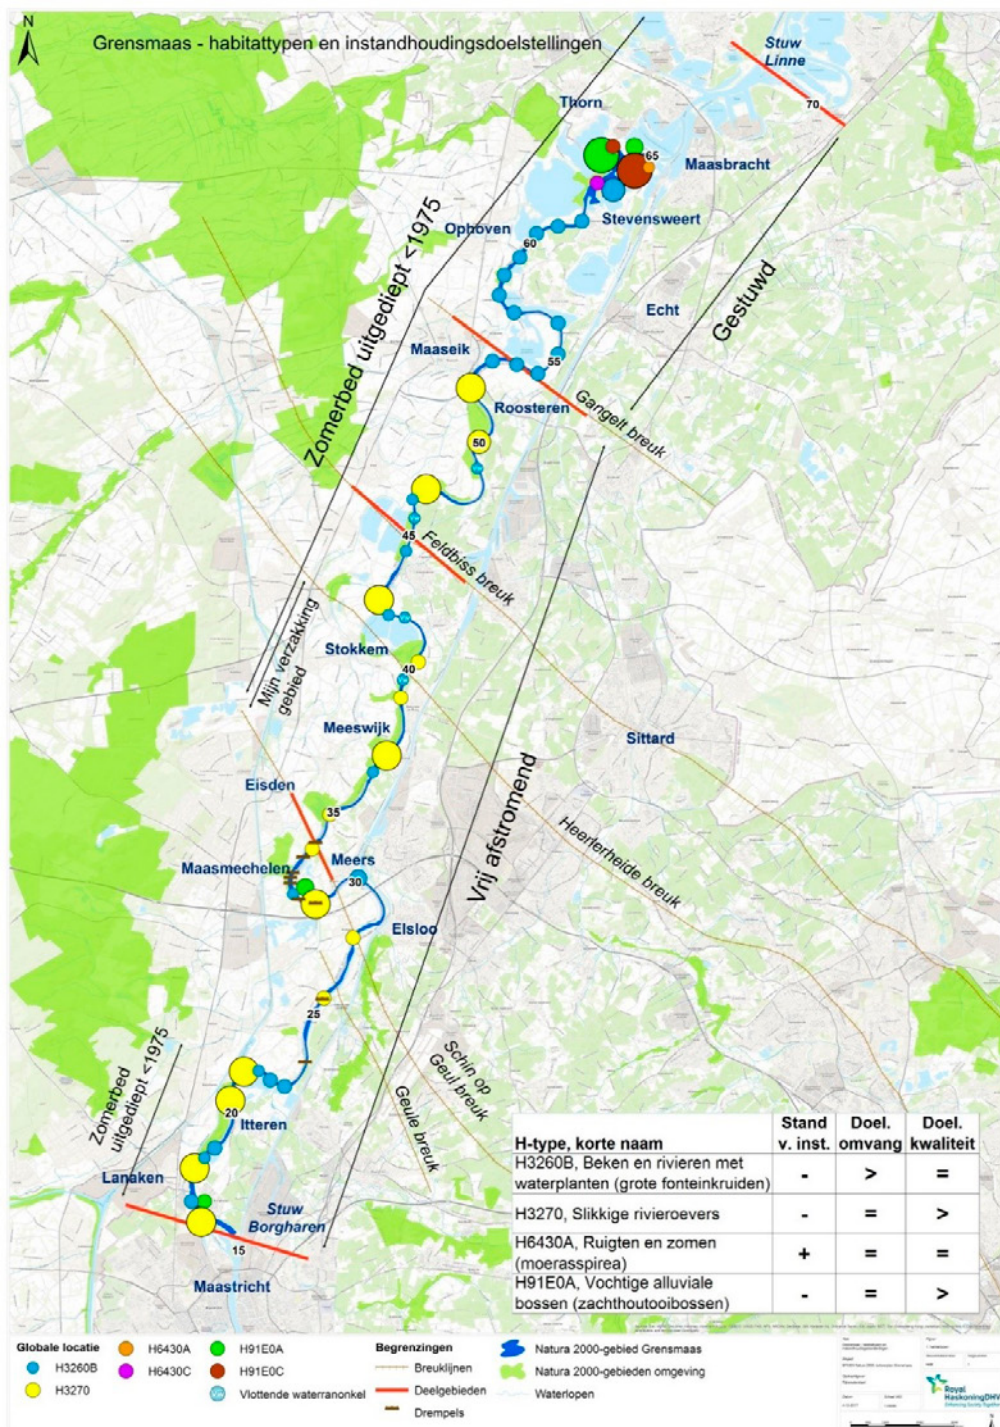 N
Grensmaas - habitattypen en instandhoudingsdoelstellingen
Stuw
Linne
70
Thorn
65
Maasbracht
Stevensweert
Ophoven
60
Zomerbed uitgediept <1975
Echt
Gestuwd
Maaseik
55
Roosteren
Gangelt breuk
50
45
Feldbiss breuk
Mijn verzakking
gebied
Stokkem
40
Meeswijk
Sittard
Eisden
Vrij afstromend
35
Heerlerheide breuk
Maasmechelen
Meers
30
Elsloo
25
Zomerbed
uitgediept <1975
Schin op
Geul breuk
Geule breuk
20
Itteren
Lanaken
Stuw
Borgharen
15
Maastricht
H-type, korte naam Stand v. inst. Doel. omvang Doel. kwaliteit
H3260B, Beken en rivieren met
waterplanten (grote fonteinkruiden) - > =
H3270, Slikkige rivieroevers - = >
H6430A, Ruigten en zomen
(moerasspirea) + = =
H91E0A, Vochtige alluviale
bossen (zachthoutooibossen) - = >
Globale locatie
H3260B
H3270
H6430A
H6430C
H91E0A
H91E0C
Vlottende waterranonkel
Begrenzingen
Breuklijnen
Deelgebieden
Drempels
Natura 2000-gebied Grensmaas
Natura 2000-gebieden omgeving
Waterlopen
Royal
HaskoningDHV
Enhancing Society Together